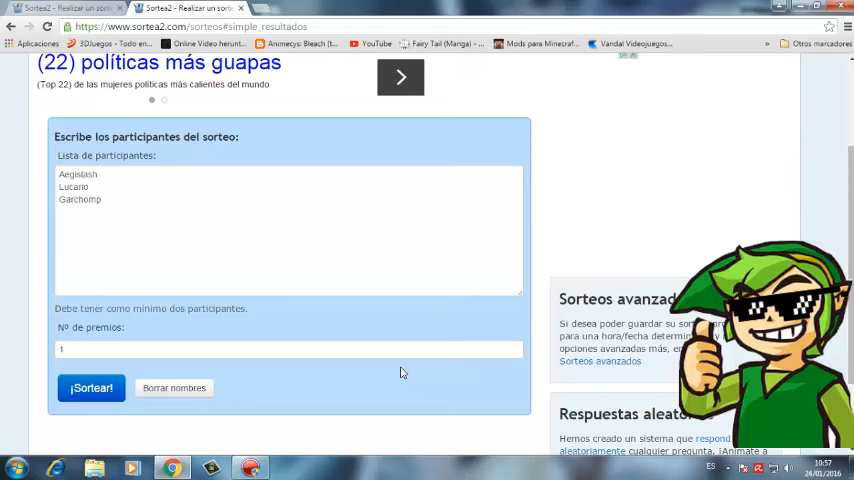 Sortea2 - Realizar un sorte
Sortea2 - Realizar un sorte
https://www.sortea2.com/sorteos#simple_resultados
Aplicaciones
3DJuegos - Todo en...
Online Video herunt...
Animecys: Bleach (t...
YouTube
Fairy Tail (Manga) - ...
Mods para Minecraf...
Vandal Videojuegos...
»
Otros marcadores
(22) políticas más guapas
(Top 22) de las mujeres políticas más calientes del mundo
Escribe los participantes del sorteo:
Lista de participantes:
Aegislash
Lucario
Garchomp
Debe tener como mínimo dos participantes.
Nº de premios:
1
¡Sortear!
Borrar nombres
Sorteos avanza
Si desea poder guardar su so
para una hora/fecha determi
opciones avanzadas más, en
Sorteos avanzados
Respuestas aleato
Hemos creado un sistema que respond
aleatoriamente cualquier pregunta. ¡Anímate a
ES
10:57
24/01/2016